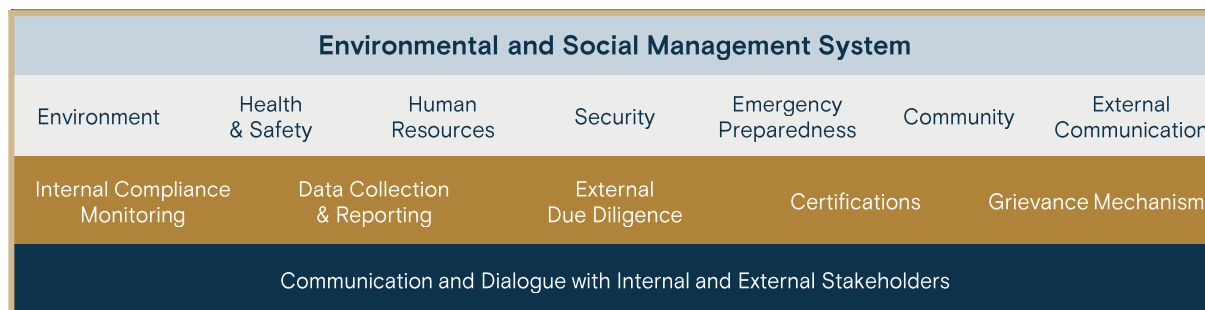 Environmental and Social Management System
Environment
Health
& Safety
Human
Resources
Security
Emergency
Preparedness
Community
External
Communication
Internal Compliance
Monitoring
Data Collection
& Reporting
External
Due Diligence
Certifications
Grievance Mechanism
Communication and Dialogue with Internal and External Stakeholders